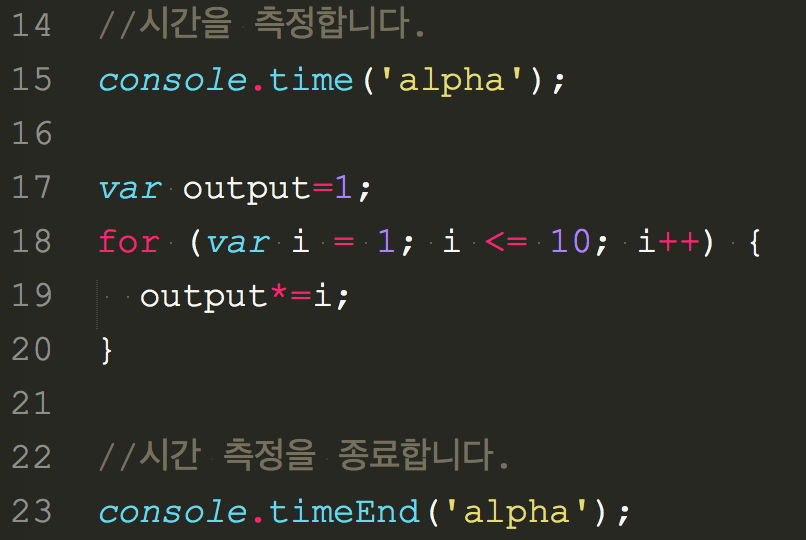 14 //시간을 측정합니다.
15 console.time('alpha');
16
17 var output=1;
18 for (var i = 1; i <= 10; i++) {
19   output*=i;
20 }
21
22 //시간 측정을 종료합니다.
23 console.timeEnd('alpha');